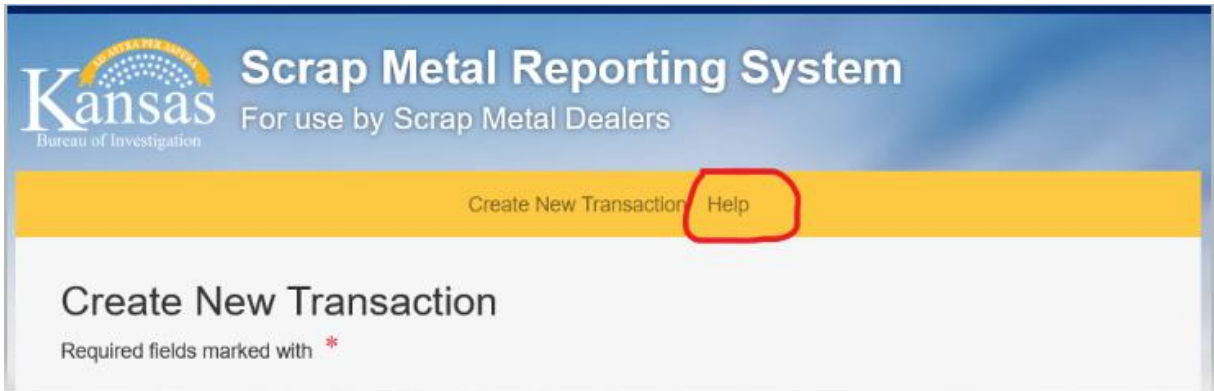 AD ASTRA PER ASPERA
Kansas
Bureau of Investigation
Scrap Metal Reporting System
For use by Scrap Metal Dealers
Create New Transaction Help
Create New Transaction
Required fields marked with *